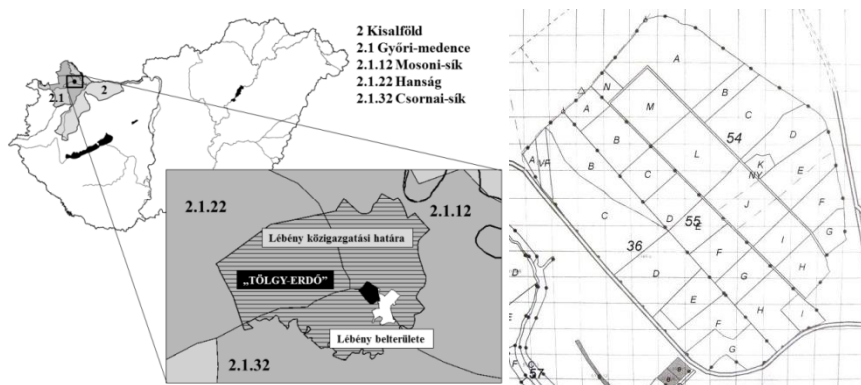 2 Kisalföld
2.1 Győri-medence
2.1.12 Mosoni-sík
2.1.22 Hanság
2.1.32 Csornai-sík
2.1
2
2.1.22
2.1.12
Lébény közigazgatási határa
„TÖLGY-ERDŐ”
Lébény belterülete
2.1.32
A
N
A
M
B
C
54
D
B
L
K
NY
E
A
VF
B
C
J
F
C
D
E
55
G
36
F
I
D
G
H
E
H
I
F
G
D
E
F
G
57